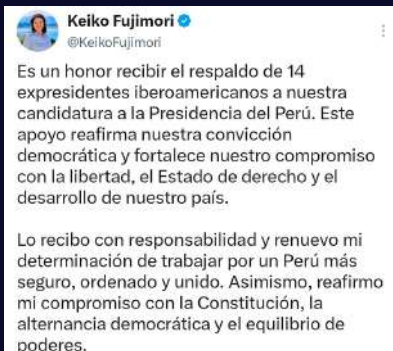 Keiko Fujimori
@KeikoFujimori
Es un honor recibir el respaldo de 14
expresidentes iberoamericanos a nuestra
candidatura a la Presidencia del Perú. Este
apoyo reafirma nuestra convicción
democrática y fortalece nuestro compromiso
con la libertad, el Estado de derecho y el
desarrollo de nuestro país.
Lo recibo con responsabilidad y renuevo mi
determinación de trabajar por un Perú más
seguro, ordenado y unido. Asimismo, reafirmo
mi compromiso con la Constitución, la
alternancia democrática y el equilibrio de
poderes.